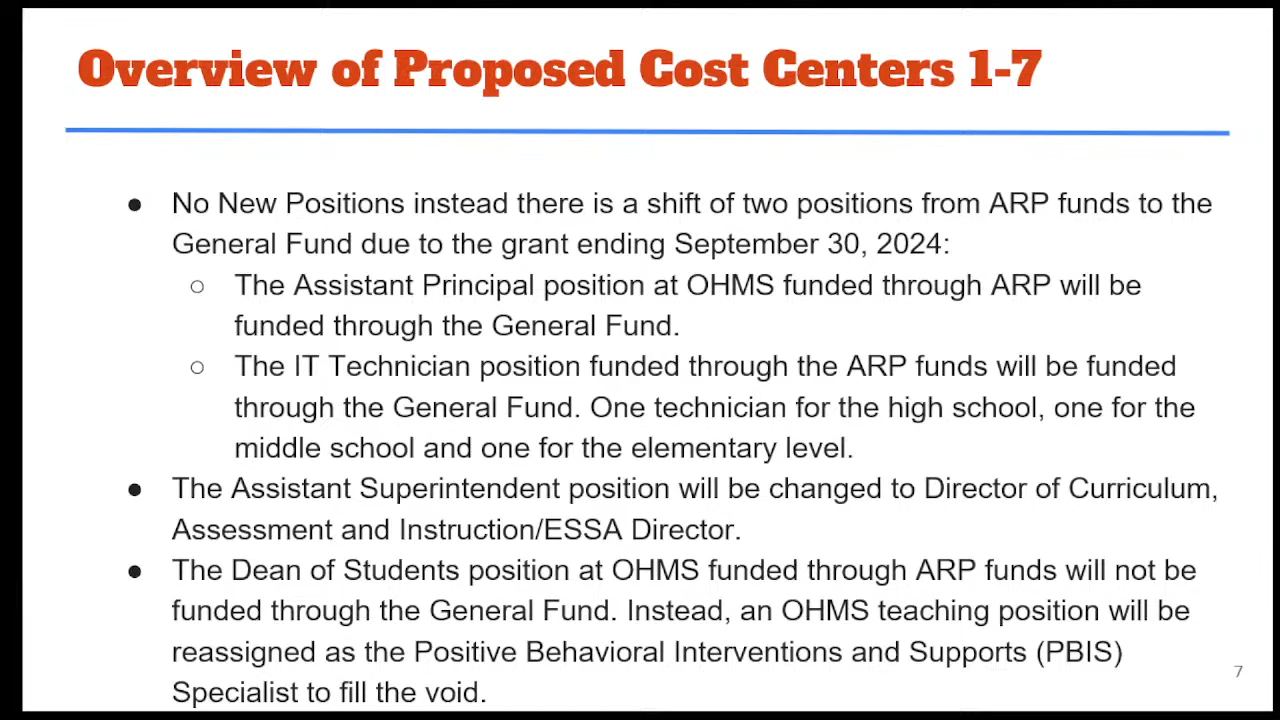 Overview of Proposed Cost Centers 1-7
● No New Positions instead there is a shift of two positions from ARP funds to the
General Fund due to the grant ending September 30, 2024:
○ The Assistant Principal position at OHMS funded through ARP will be
funded through the General Fund.
○ The IT Technician position funded through the ARP funds will be funded
through the General Fund. One technician for the high school, one for the
middle school and one for the elementary level.
● The Assistant Superintendent position will be changed to Director of Curriculum,
Assessment and Instruction/ESSA Director.
● The Dean of Students position at OHMS funded through ARP funds will not be
funded through the General Fund. Instead, an OHMS teaching position will be
reassigned as the Positive Behavioral Interventions and Supports (PBIS)
Specialist to fill the void.
7